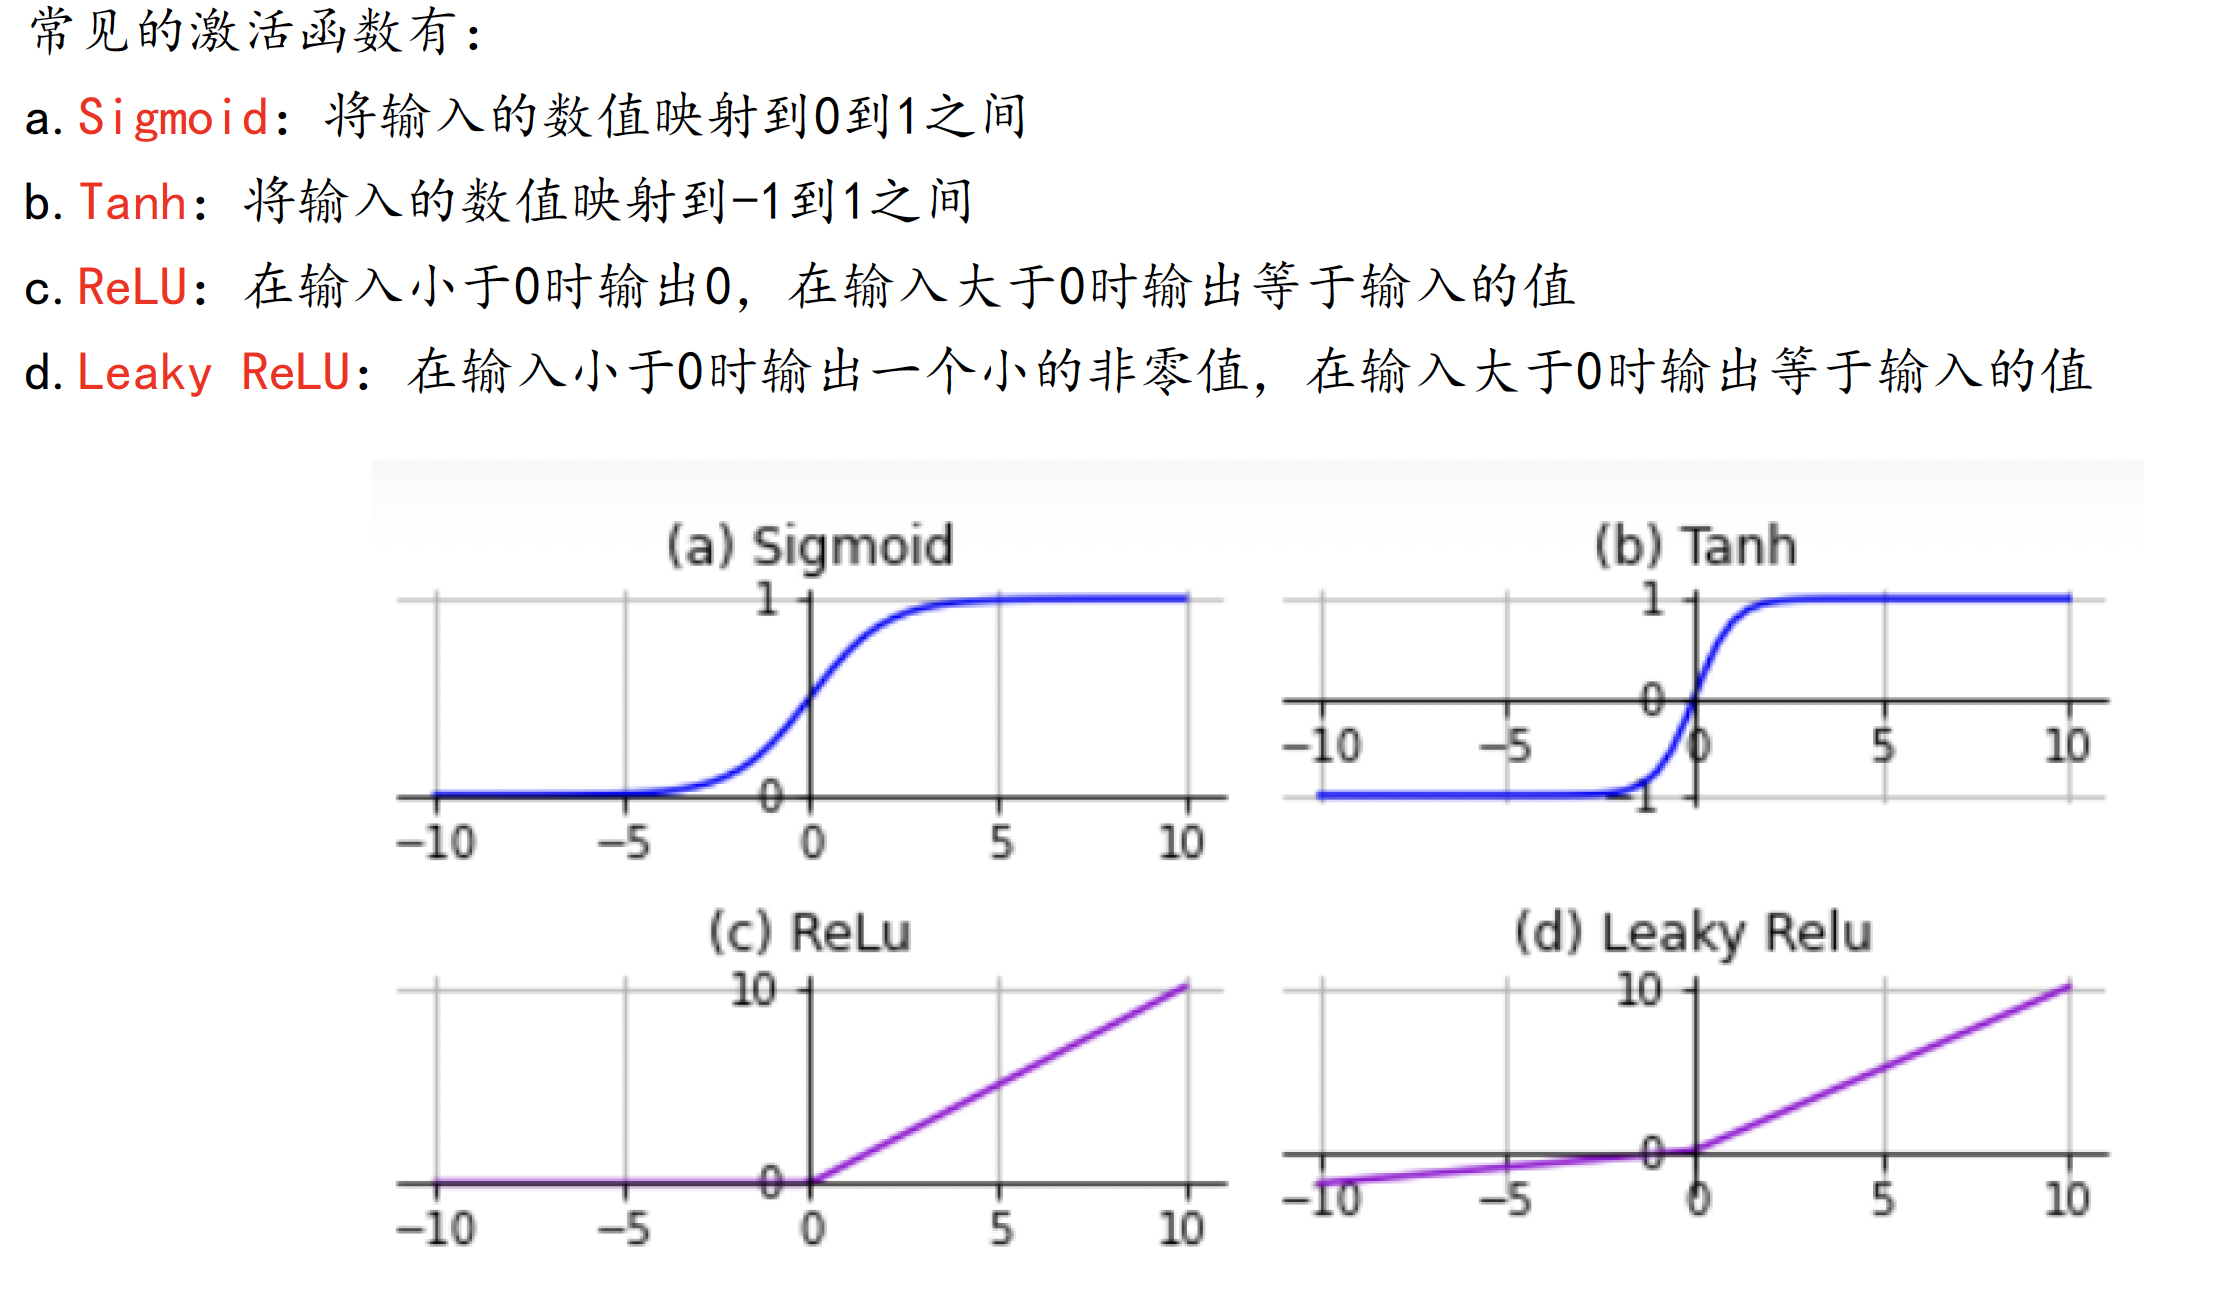 常见的激活函数有：
a. Sigmoid：将输入的数值映射到0到1之间
b. Tanh：将输入的数值映射到-1到1之间
c. ReLU：在输入小于0时输出0，在输入大于0时输出等于输入的值
d. Leaky ReLU：在输入小于0时输出一个小的非零值，在输入大于0时输出等于输入的值
(a) Sigmoid
1
0
−10 −5 0 5 10
(b) Tanh
1
0
−10 −5 0 5 10
−1
(c) ReLu
10
0
−10 −5 0 5 10
(d) Leaky Relu
10
0
−10 −5 0 5 10